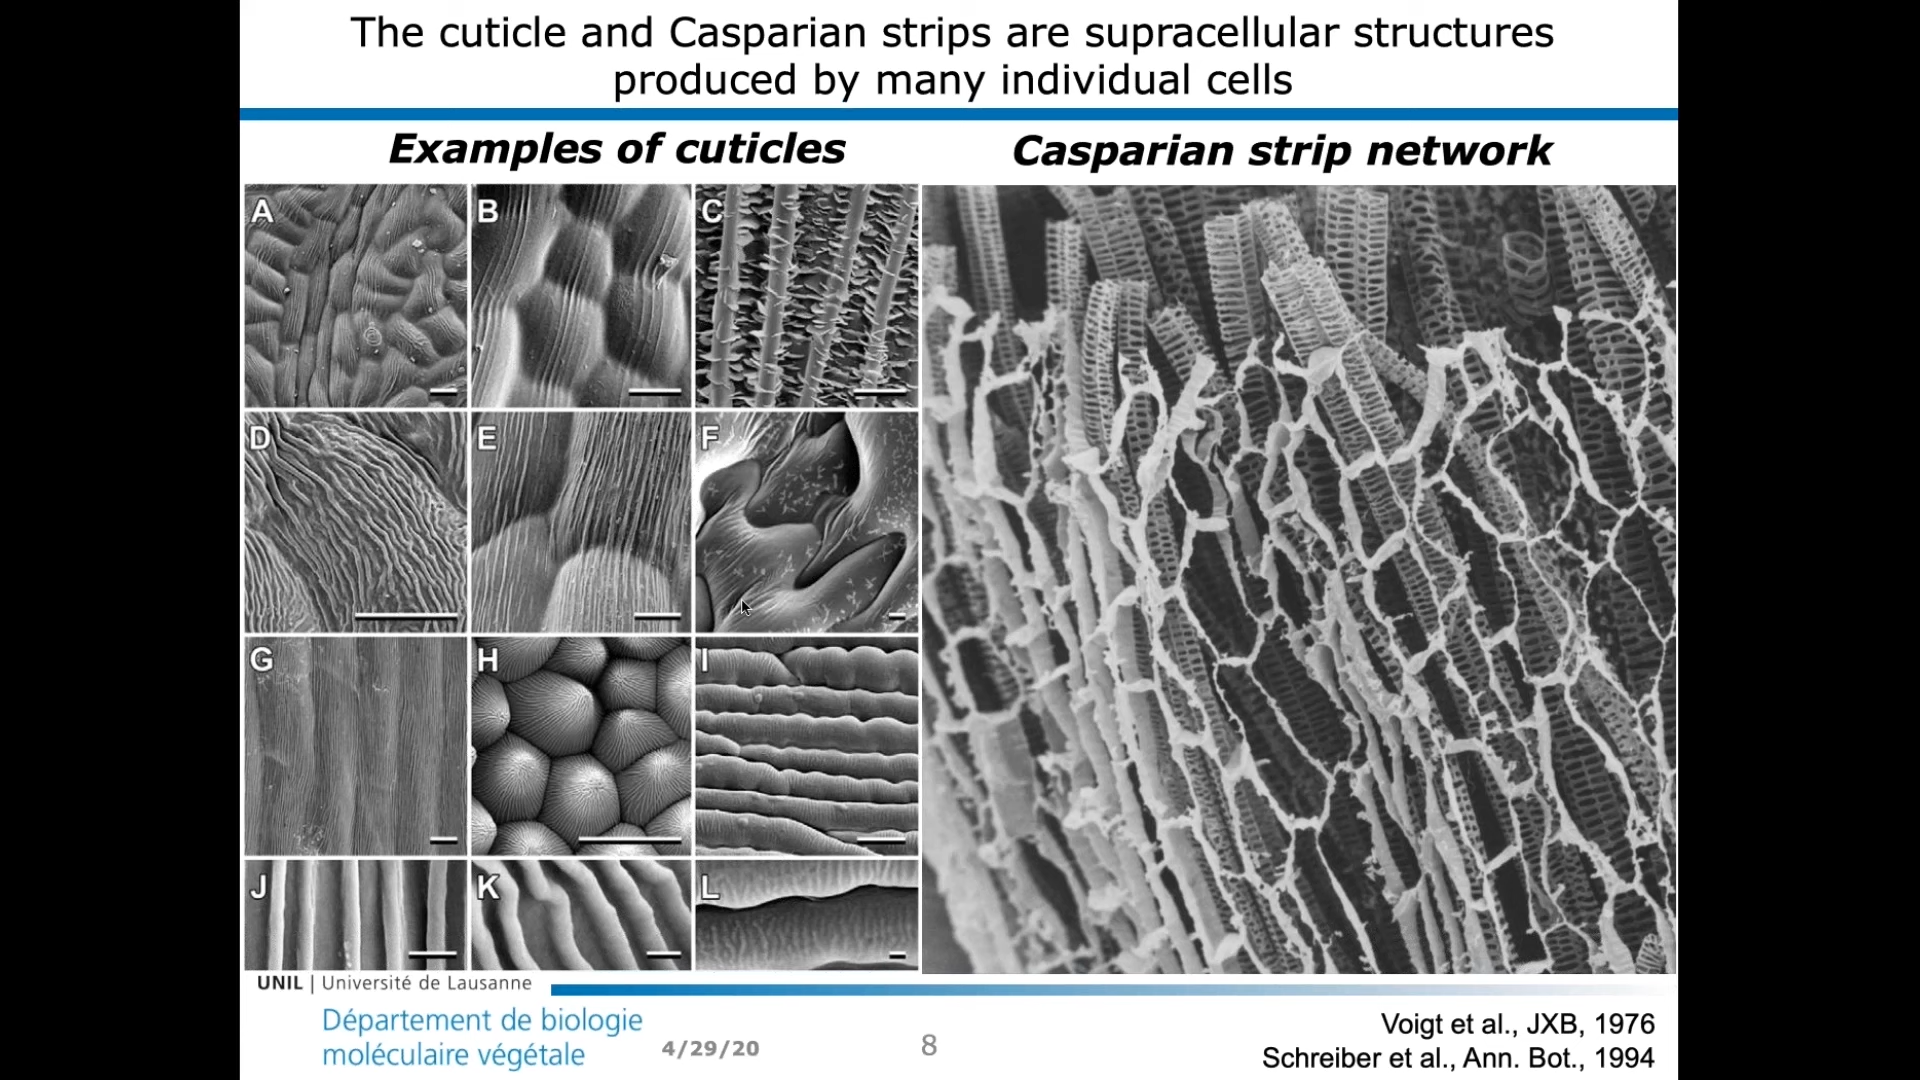 The cuticle and Casparian strips are supracellular structures
produced by many individual cells
Examples of cuticles
Casparian strip network
A
B
C
D
E
F
G
H
I
J
K
L
UNIL | Université de Lausanne
Département de biologie
moléculaire végétale
4/29/20
8
Voigt et al., JXB, 1976
Schreiber et al., Ann. Bot., 1994